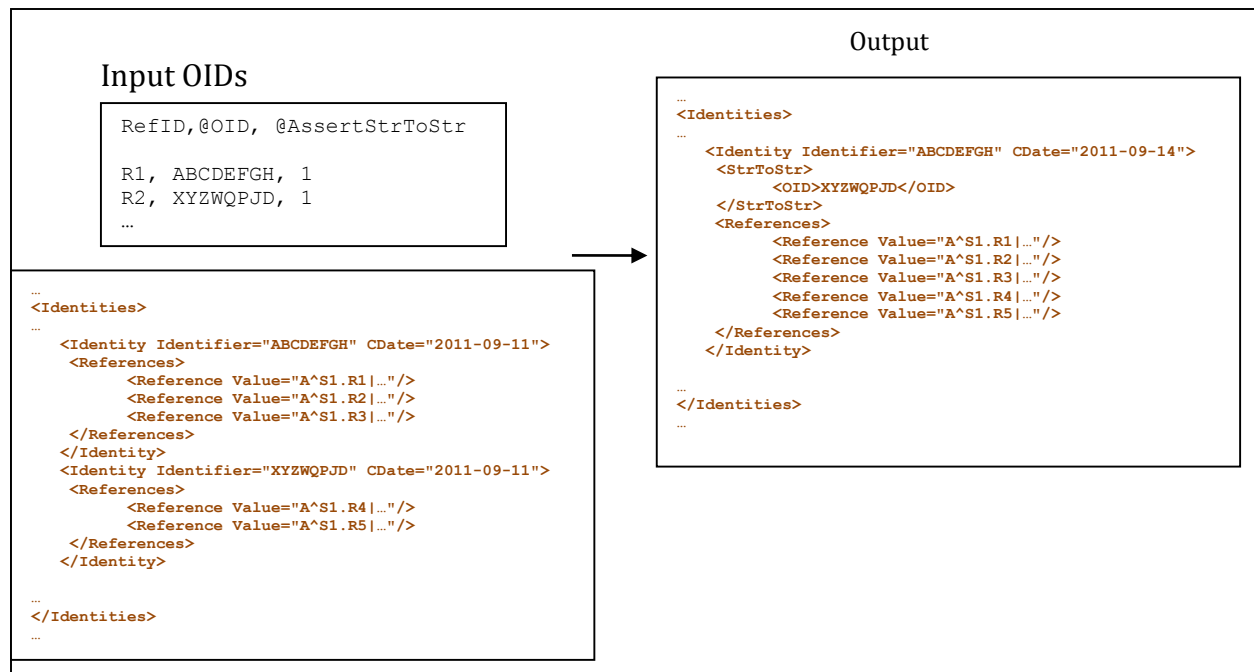 Input OIDs
RefID,@OID, @AssertStrToStr
R1, ABCDEFGH, 1
R2, XYZWQPJD, 1
…
…
<Identities>
…
<Identity Identifier="ABCDEFGH" CDate="2011-09-11">
<References>
<Reference Value="A^S1.R1|…"/>
<Reference Value="A^S1.R2|…"/>
<Reference Value="A^S1.R3|…"/>
</References>
</Identity>
<Identity Identifier="XYZWQPJD" CDate="2011-09-11">
<References>
<Reference Value="A^S1.R4|…"/>
<Reference Value="A^S1.R5|…"/>
</References>
</Identity>
…
</Identities>
…
Output
…
<Identities>
…
<Identity Identifier="ABCDEFGH" CDate="2011-09-14">
<StrToStr>
<OID>XYZWQPJD</OID>
</StrToStr>
<References>
<Reference Value="A^S1.R1|…"/>
<Reference Value="A^S1.R2|…"/>
<Reference Value="A^S1.R3|…"/>
<Reference Value="A^S1.R4|…"/>
<Reference Value="A^S1.R5|…"/>
</References>
</Identity>
…
</Identities>
…